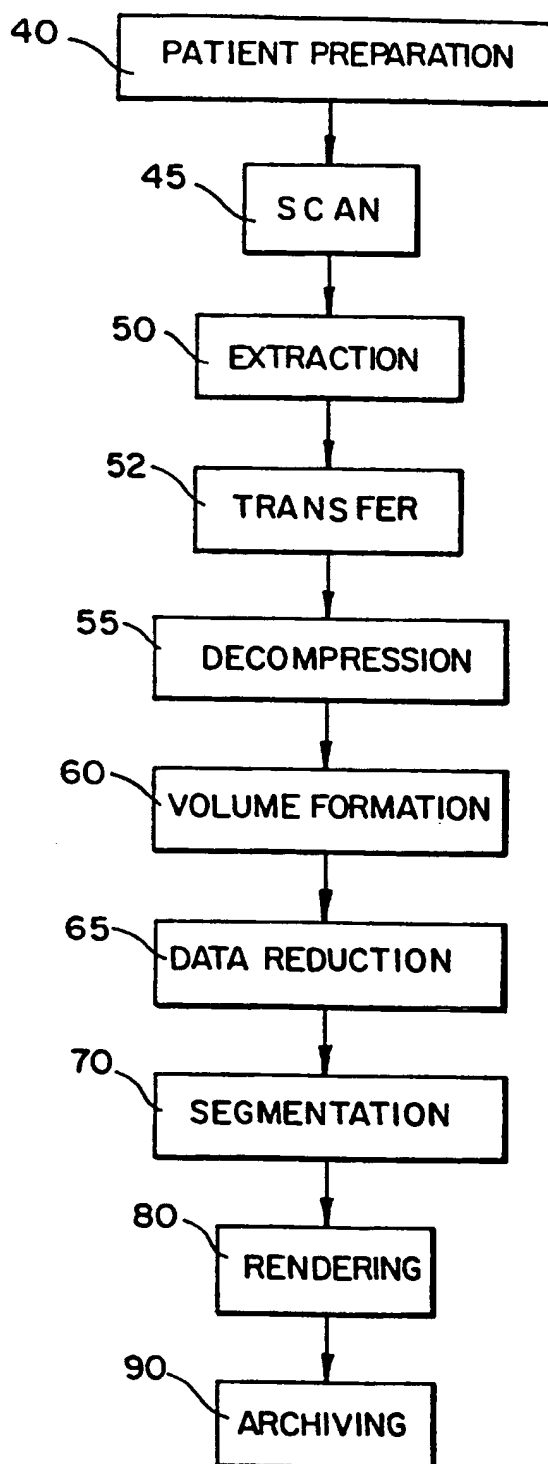 40 PATIENT PREPARATION
45 SCAN
50 EXTRACTION
52 TRANSFER
55 DECOMPRESSION
60 VOLUME FORMATION
65 DATA REDUCTION
70 SEGMENTATION
80 RENDERING
90 ARCHIVING